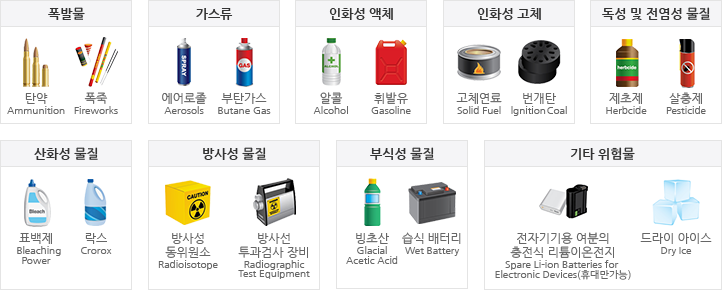 폭발물
탄약
Ammunition
폭죽
Fireworks
가스류
SPRAY
에어로졸
Aerosols
GAS
부탄가스
Butane Gas
인화성 액체
ALCOHOL
알콜
Alcohol
휘발유
Gasoline
인화성 고체
고체연료
Solid Fuel
번개탄
Ignition Coal
독성 및 전염성 물질
herbcide
제초제
Herbcide
살충제
Pesticide
산화성 물질
Bleach
표백제
Bleaching
Power
락스
Crorox
방사성 물질
CAUTION
방사성
동위원소
Radioisotope
방사선
투과검사 장비
Radiographic
Test Equipment
부식성 물질
빙초산
Glacial
Acetic Acid
습식 배터리
Wet Battery
기타 위험물
전자기기용 여분의
충전식 리튬이온전지
Spare Li-ion Batteries for
Electronic Devices(휴대만가능)
드라이 아이스
Dry Ice